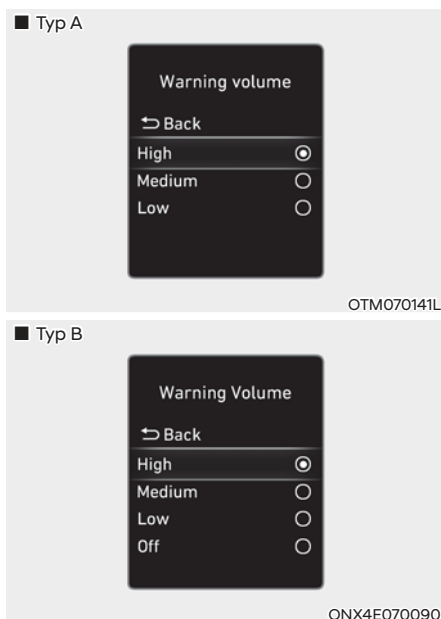 ■ Typ A
Warning volume
⮌ Back
High
Medium
Low
OTM070141L
■ Typ B
Warning Volume
⮌ Back
High
Medium
Low
Off
ONX4E070090